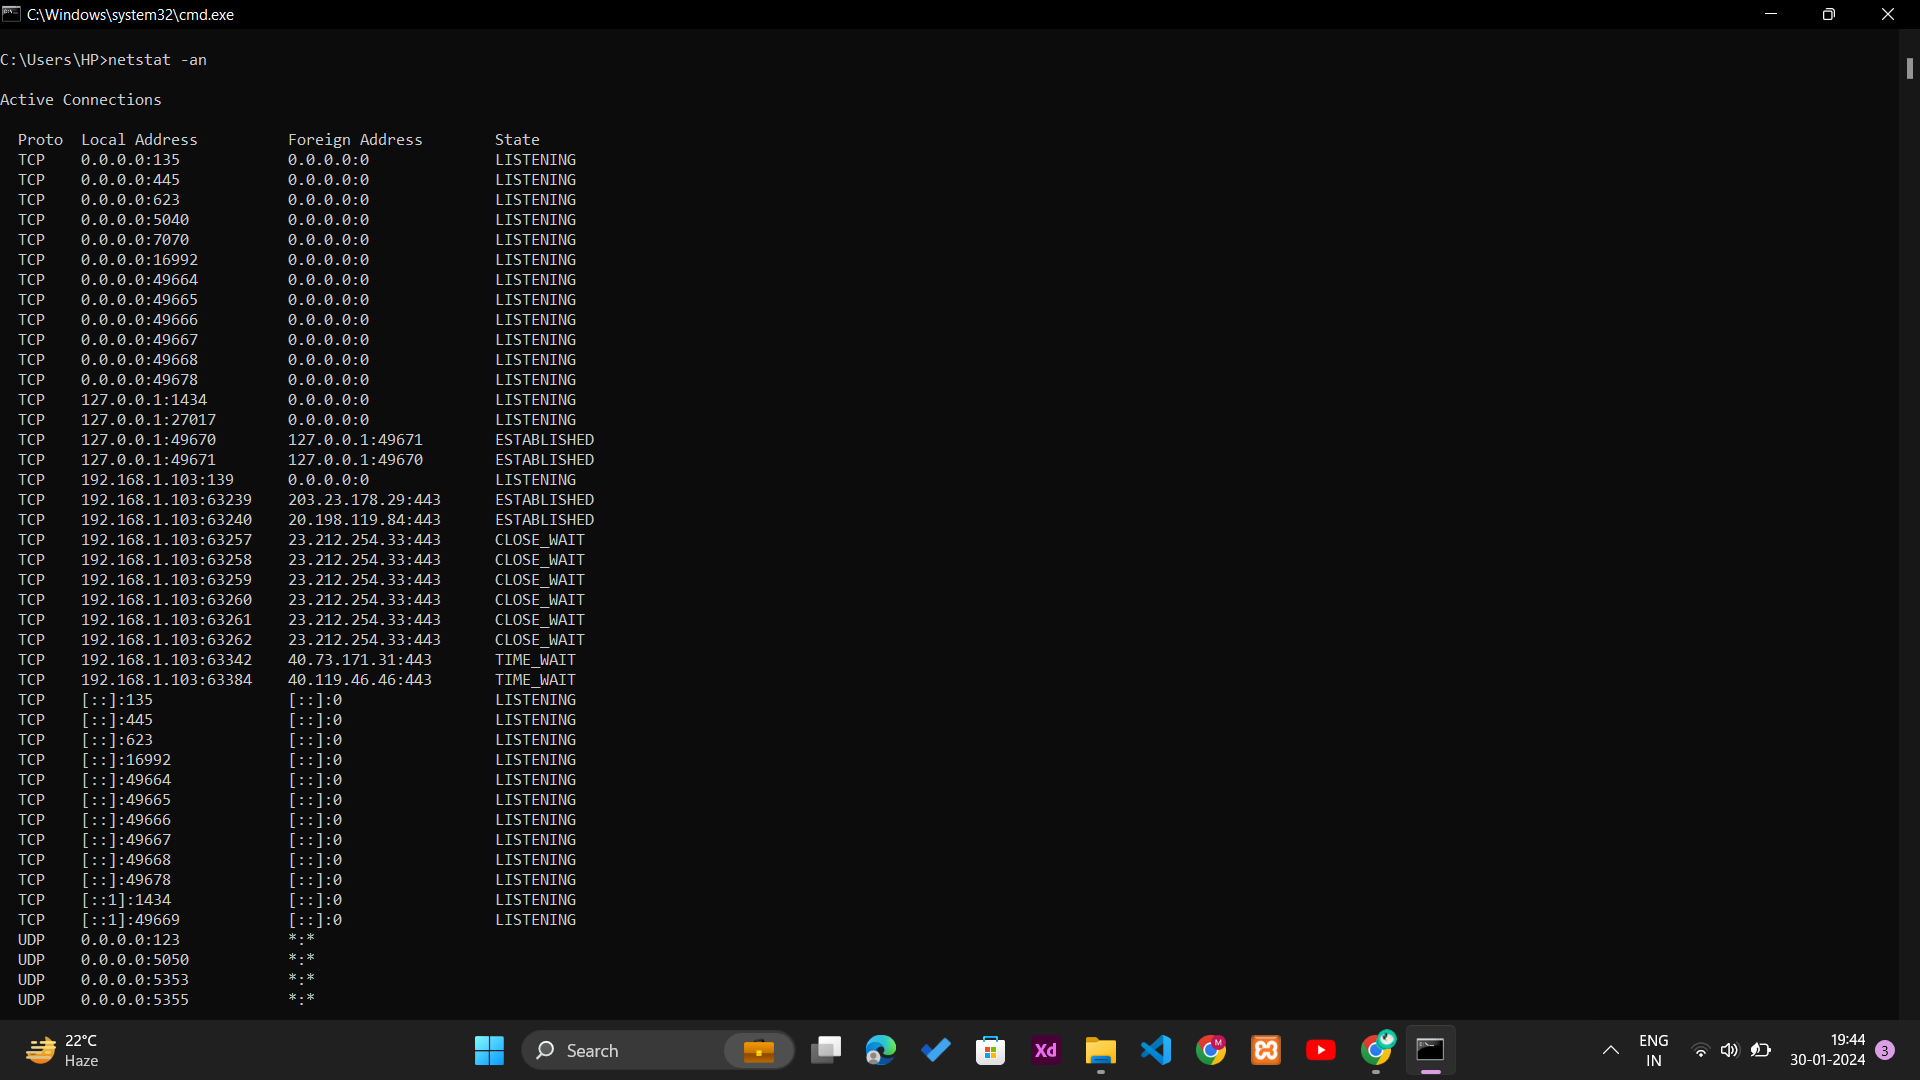 C:\Windows\system32\cmd.exe
C:\Users\HP>netstat -an
Active Connections
Proto  Local Address          Foreign Address        State
TCP    0.0.0.0:135            0.0.0.0:0              LISTENING
TCP    0.0.0.0:445            0.0.0.0:0              LISTENING
TCP    0.0.0.0:623            0.0.0.0:0              LISTENING
TCP    0.0.0.0:5040           0.0.0.0:0              LISTENING
TCP    0.0.0.0:7070           0.0.0.0:0              LISTENING
TCP    0.0.0.0:16992          0.0.0.0:0              LISTENING
TCP    0.0.0.0:49664          0.0.0.0:0              LISTENING
TCP    0.0.0.0:49665          0.0.0.0:0              LISTENING
TCP    0.0.0.0:49666          0.0.0.0:0              LISTENING
TCP    0.0.0.0:49667          0.0.0.0:0              LISTENING
TCP    0.0.0.0:49668          0.0.0.0:0              LISTENING
TCP    0.0.0.0:49678          0.0.0.0:0              LISTENING
TCP    127.0.0.1:1434         0.0.0.0:0              LISTENING
TCP    127.0.0.1:27017        0.0.0.0:0              LISTENING
TCP    127.0.0.1:49670        127.0.0.1:49671        ESTABLISHED
TCP    127.0.0.1:49671        127.0.0.1:49670        ESTABLISHED
TCP    192.168.1.103:139      0.0.0.0:0              LISTENING
TCP    192.168.1.103:63239    203.23.178.29:443      ESTABLISHED
TCP    192.168.1.103:63240    20.198.119.84:443      ESTABLISHED
TCP    192.168.1.103:63257    23.212.254.33:443      CLOSE_WAIT
TCP    192.168.1.103:63258    23.212.254.33:443      CLOSE_WAIT
TCP    192.168.1.103:63259    23.212.254.33:443      CLOSE_WAIT
TCP    192.168.1.103:63260    23.212.254.33:443      CLOSE_WAIT
TCP    192.168.1.103:63261    23.212.254.33:443      CLOSE_WAIT
TCP    192.168.1.103:63262    23.212.254.33:443      CLOSE_WAIT
TCP    192.168.1.103:63342    40.73.171.31:443       TIME_WAIT
TCP    192.168.1.103:63384    40.119.46.46:443       TIME_WAIT
TCP    [::]:135               [::]:0                 LISTENING
TCP    [::]:445               [::]:0                 LISTENING
TCP    [::]:623               [::]:0                 LISTENING
TCP    [::]:16992             [::]:0                 LISTENING
TCP    [::]:49664             [::]:0                 LISTENING
TCP    [::]:49665             [::]:0                 LISTENING
TCP    [::]:49666             [::]:0                 LISTENING
TCP    [::]:49667             [::]:0                 LISTENING
TCP    [::]:49668             [::]:0                 LISTENING
TCP    [::]:49678             [::]:0                 LISTENING
TCP    [::1]:1434             [::]:0                 LISTENING
TCP    [::1]:49669            [::]:0                 LISTENING
UDP    0.0.0.0:123            *:*
UDP    0.0.0.0:5050           *:*
UDP    0.0.0.0:5353           *:*
UDP    0.0.0.0:5355           *:*
22°C
Haze
Search
Xd
M
ENG
IN
19:44
30-01-2024
3